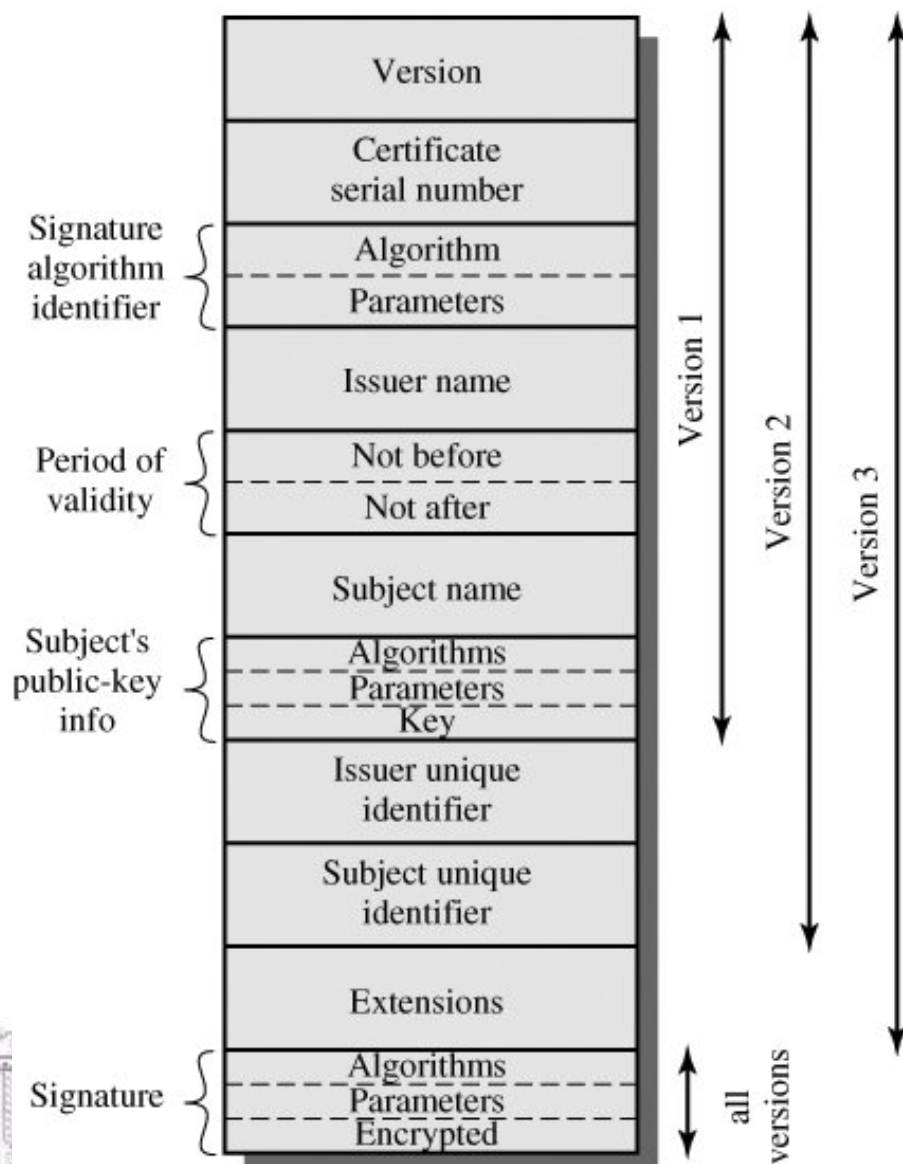 Version
Certificate
serial number
Signature
algorithm
identifier
Algorithm
Parameters
Issuer name
Period of
validity
Not before
Not after
Subject name
Subject's
public-key
info
Algorithms
Parameters
Key
Issuer unique
identifier
Subject unique
identifier
Extensions
Signature
Algorithms
Parameters
Encrypted
Version 1
Version 2
Version 3
all
versions